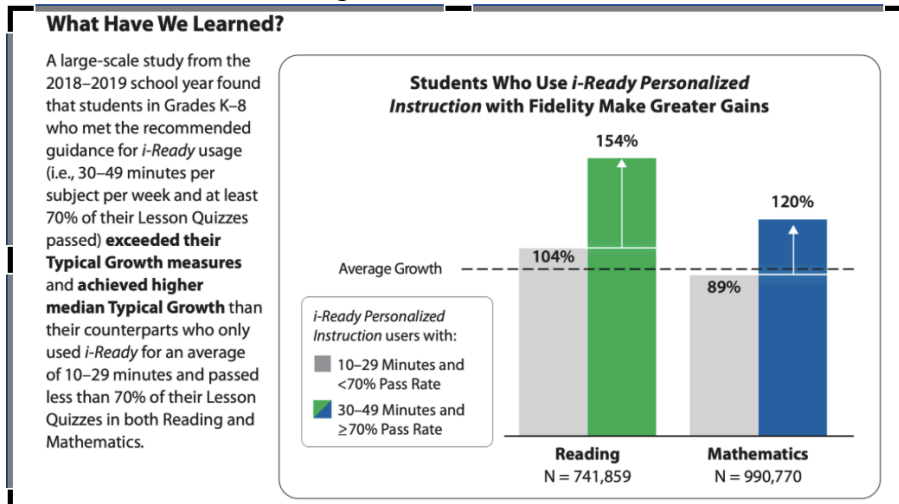 What Have We Learned?
A large-scale study from the
2018–2019 school year found
that students in Grades K–8
who met the recommended
guidance for i-Ready usage
(i.e., 30–49 minutes per
subject per week and at least
70% of their Lesson Quizzes
passed) exceeded their
Typical Growth measures
and achieved higher
median Typical Growth than
their counterparts who only
used i-Ready for an average
of 10–29 minutes and passed
less than 70% of their Lesson
Quizzes in both Reading and
Mathematics.
Students Who Use i-Ready Personalized
Instruction with Fidelity Make Greater Gains
154%
120%
104%
Average Growth
89%
i-Ready Personalized
Instruction users with:
10–29 Minutes and
<70% Pass Rate
30–49 Minutes and
≥70% Pass Rate
Reading
N = 741,859
Mathematics
N = 990,770